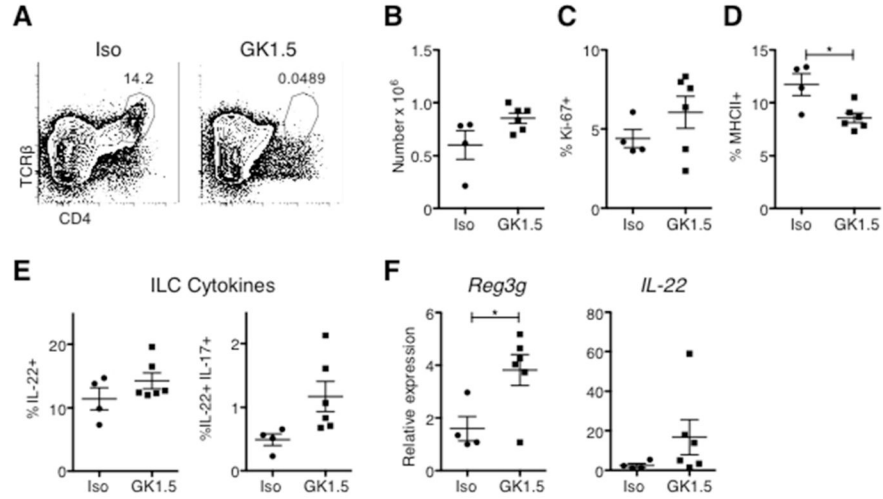 A
Iso
GK1.5
14.2
0.0489
TCRβ
CD4
B
1.5
1.0
0.5
0
Number x 10⁶
Iso
GK1.5
C
10
5
0
% Ki-67+
Iso
GK1.5
D
15
10
5
0
% MHCII+
*
Iso
GK1.5
E
ILC Cytokines
20
10
0
% IL-22+
Iso
GK1.5
2
1
0
%IL-22+ IL-17+
Iso
GK1.5
F
Reg3g
6
4
2
0
Relative expression
*
Iso
GK1.5
IL-22
80
60
40
20
0
Iso
GK1.5